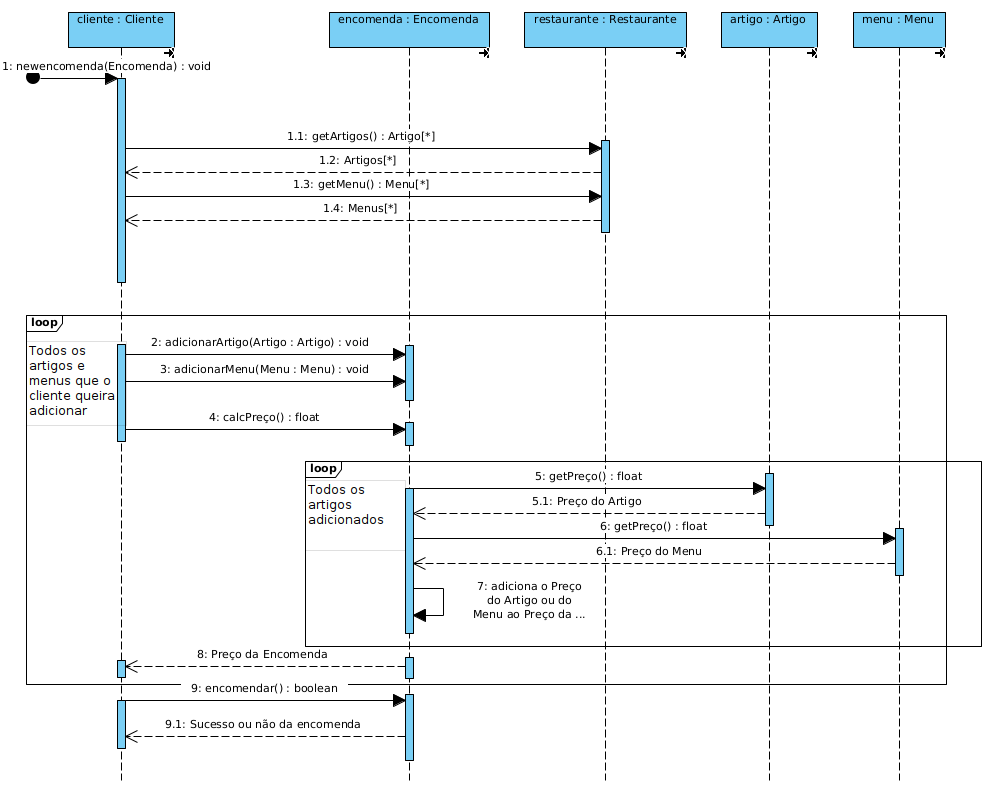 cliente : Cliente
encomenda : Encomenda
restaurante : Restaurante
artigo : Artigo
menu : Menu
1: newencomenda(Encomenda) : void
1.1: getArtigos() : Artigo[*]
1.2: Artigos[*]
1.3: getMenu() : Menu[*]
1.4: Menus[*]
loop
Todos os
artigos e
menus que o
cliente queira
adicionar
2: adicionarArtigo(Artigo : Artigo) : void
3: adicionarMenu(Menu : Menu) : void
4: calcPreço() : float
loop
Todos os
artigos
adicionados
5: getPreço() : float
5.1: Preço do Artigo
6: getPreço() : float
6.1: Preço do Menu
7: adiciona o Preço
do Artigo ou do
Menu ao Preço da ...
8: Preço da Encomenda
9: encomendar() : boolean
9.1: Sucesso ou não da encomenda